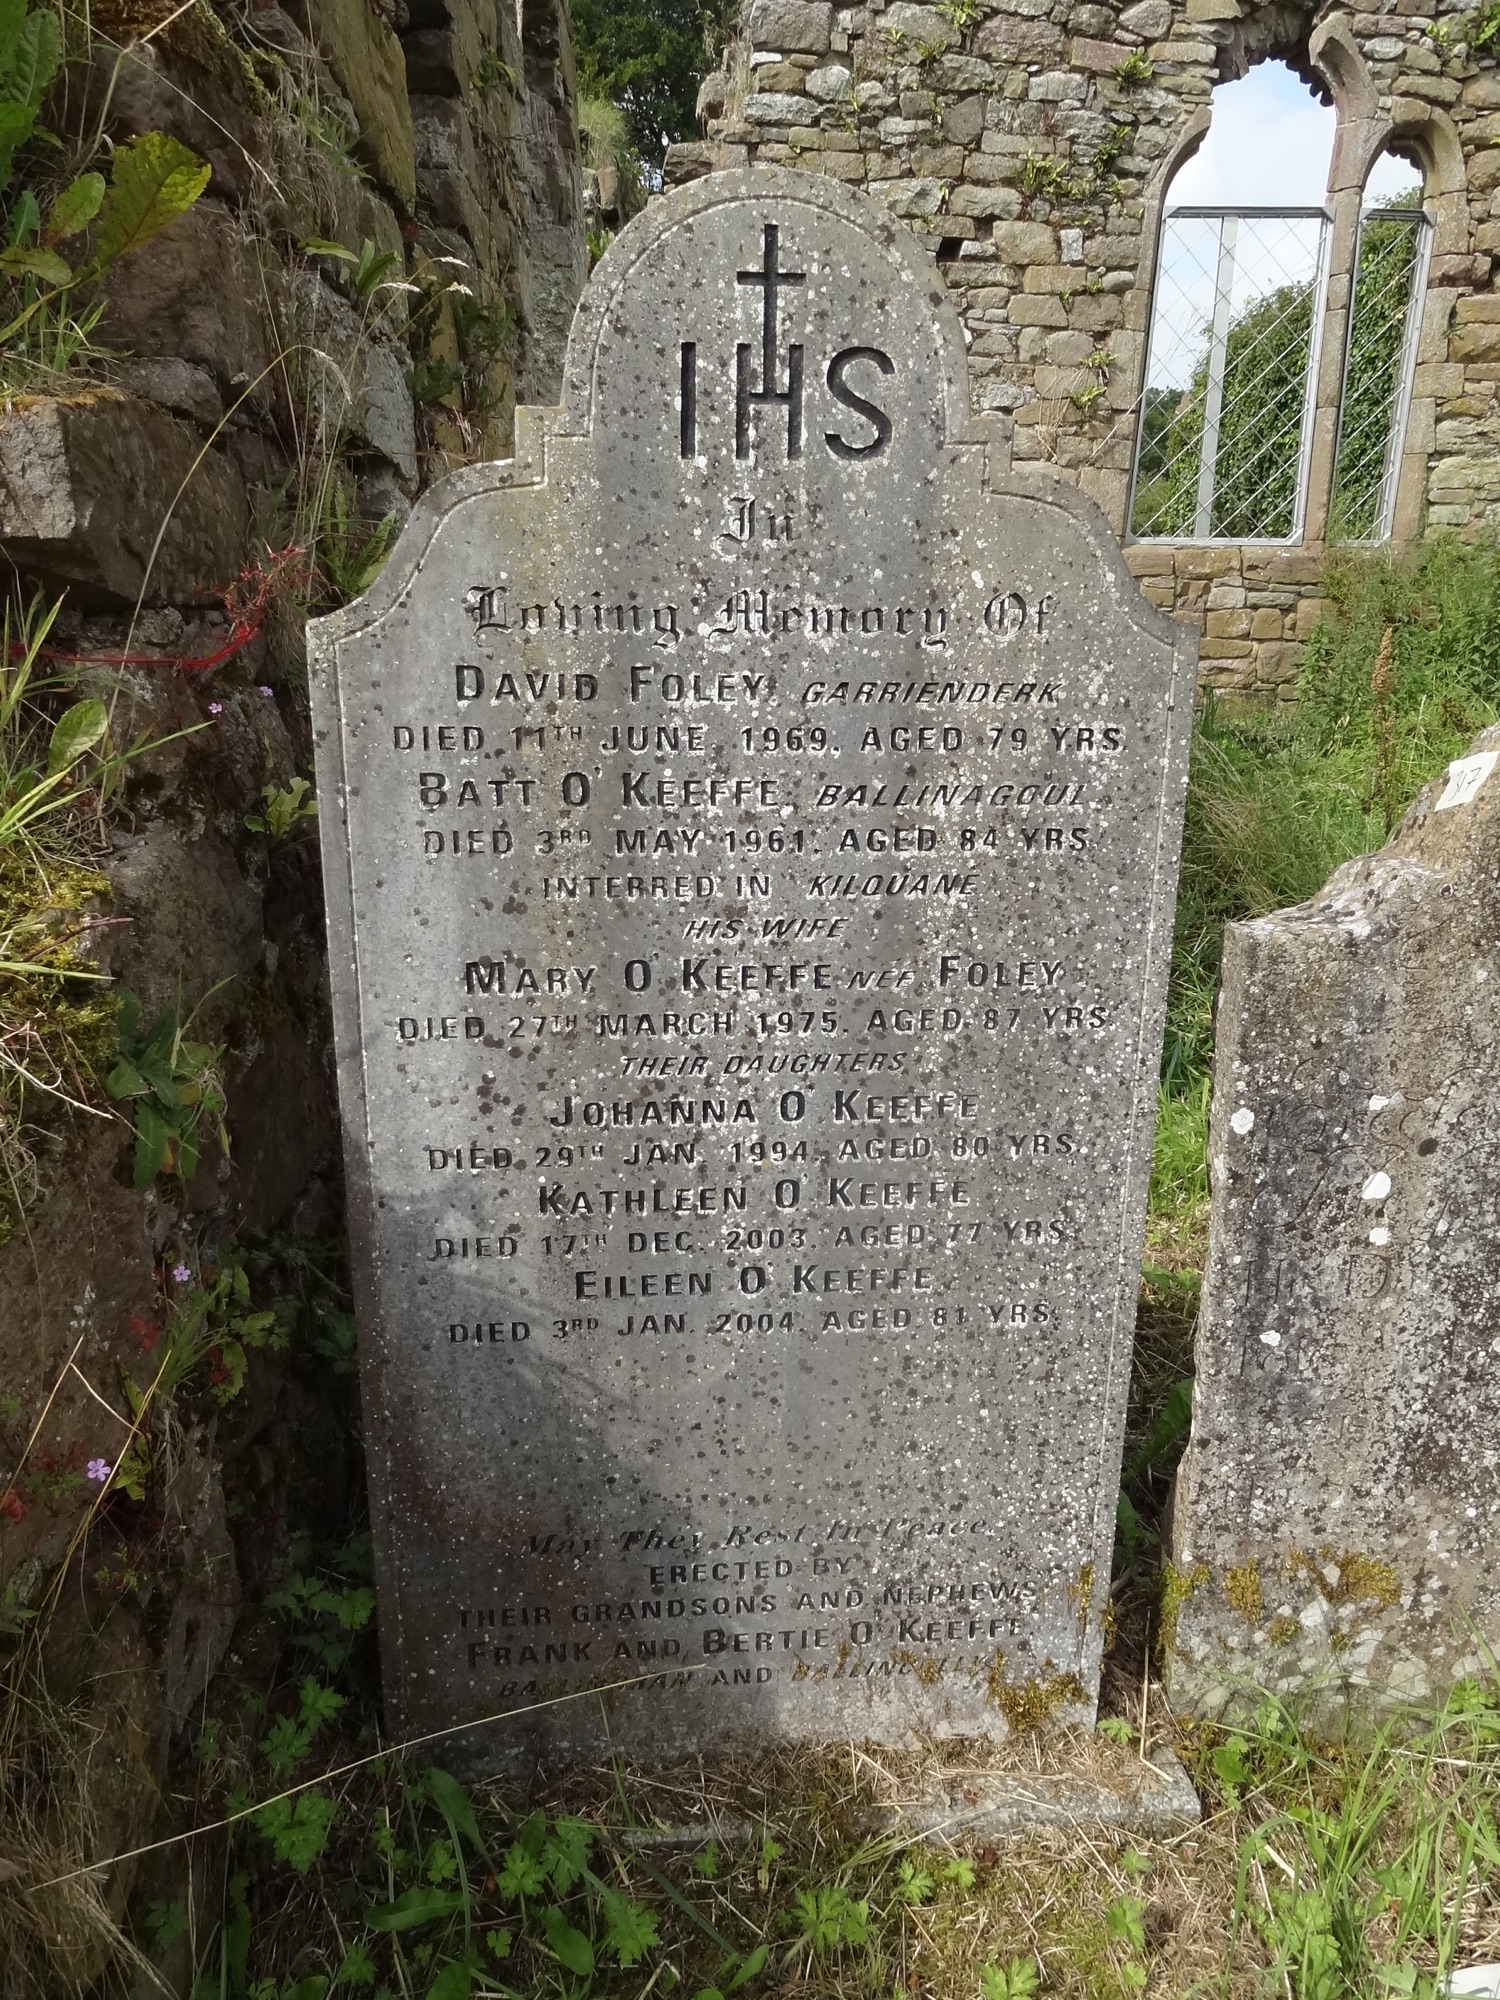 IHS
In
Loving Memory Of
DAVID FOLEY GARRIENDERK
DIED 11TH JUNE 1969. AGED 79 YRS.
BATT O'KEEFFE BALLINAGOUL
DIED 3RD MAY 1961. AGED 84 YRS.
INTERRED IN KILQUANE
HIS WIFE
MARY O'KEEFFE NEE FOLEY
DIED 27TH MARCH 1975. AGED 87 YRS.
THEIR DAUGHTERS
JOHANNA O'KEEFFE
DIED 29TH JAN. 1994. AGED 80 YRS.
KATHLEEN O'KEEFFE
DIED 17TH DEC. 2003. AGED 77 YRS.
EILEEN O'KEEFFE
DIED 3RD JAN. 2004. AGED 81 YRS.
May They Rest In Peace
ERECTED BY
THEIR GRANDSONS AND NEPHEWS
FRANK AND BERTIE O'KEEFFE.
AND